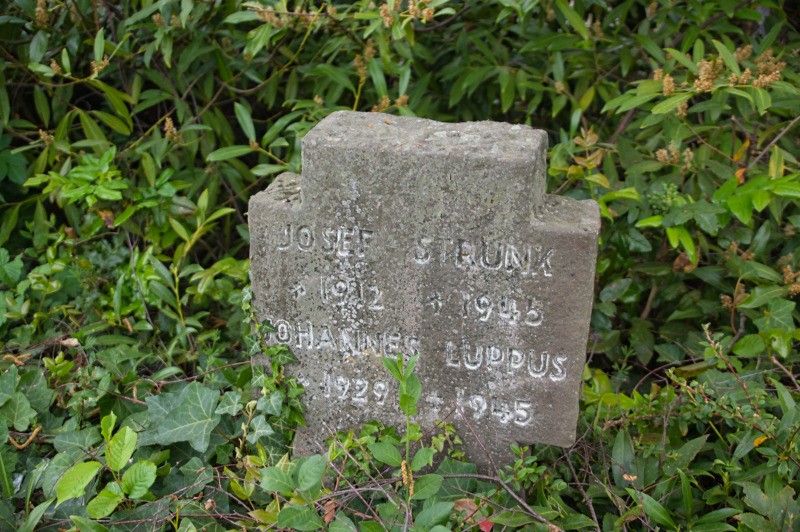 JOSEF STRUNK
* 1912 + 1945
JOHANNES LUPPUS
* 1929 + 1945